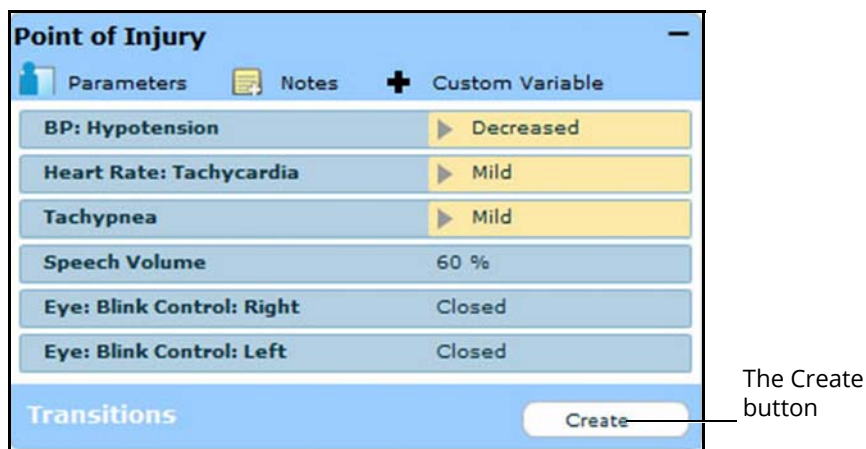 Point of Injury
Parameters Notes Custom Variable
BP: Hypotension Decreased
Heart Rate: Tachycardia Mild
Tachypnea Mild
Speech Volume 60 %
Eye: Blink Control: Right Closed
Eye: Blink Control: Left Closed
Transitions Create
The Create
button